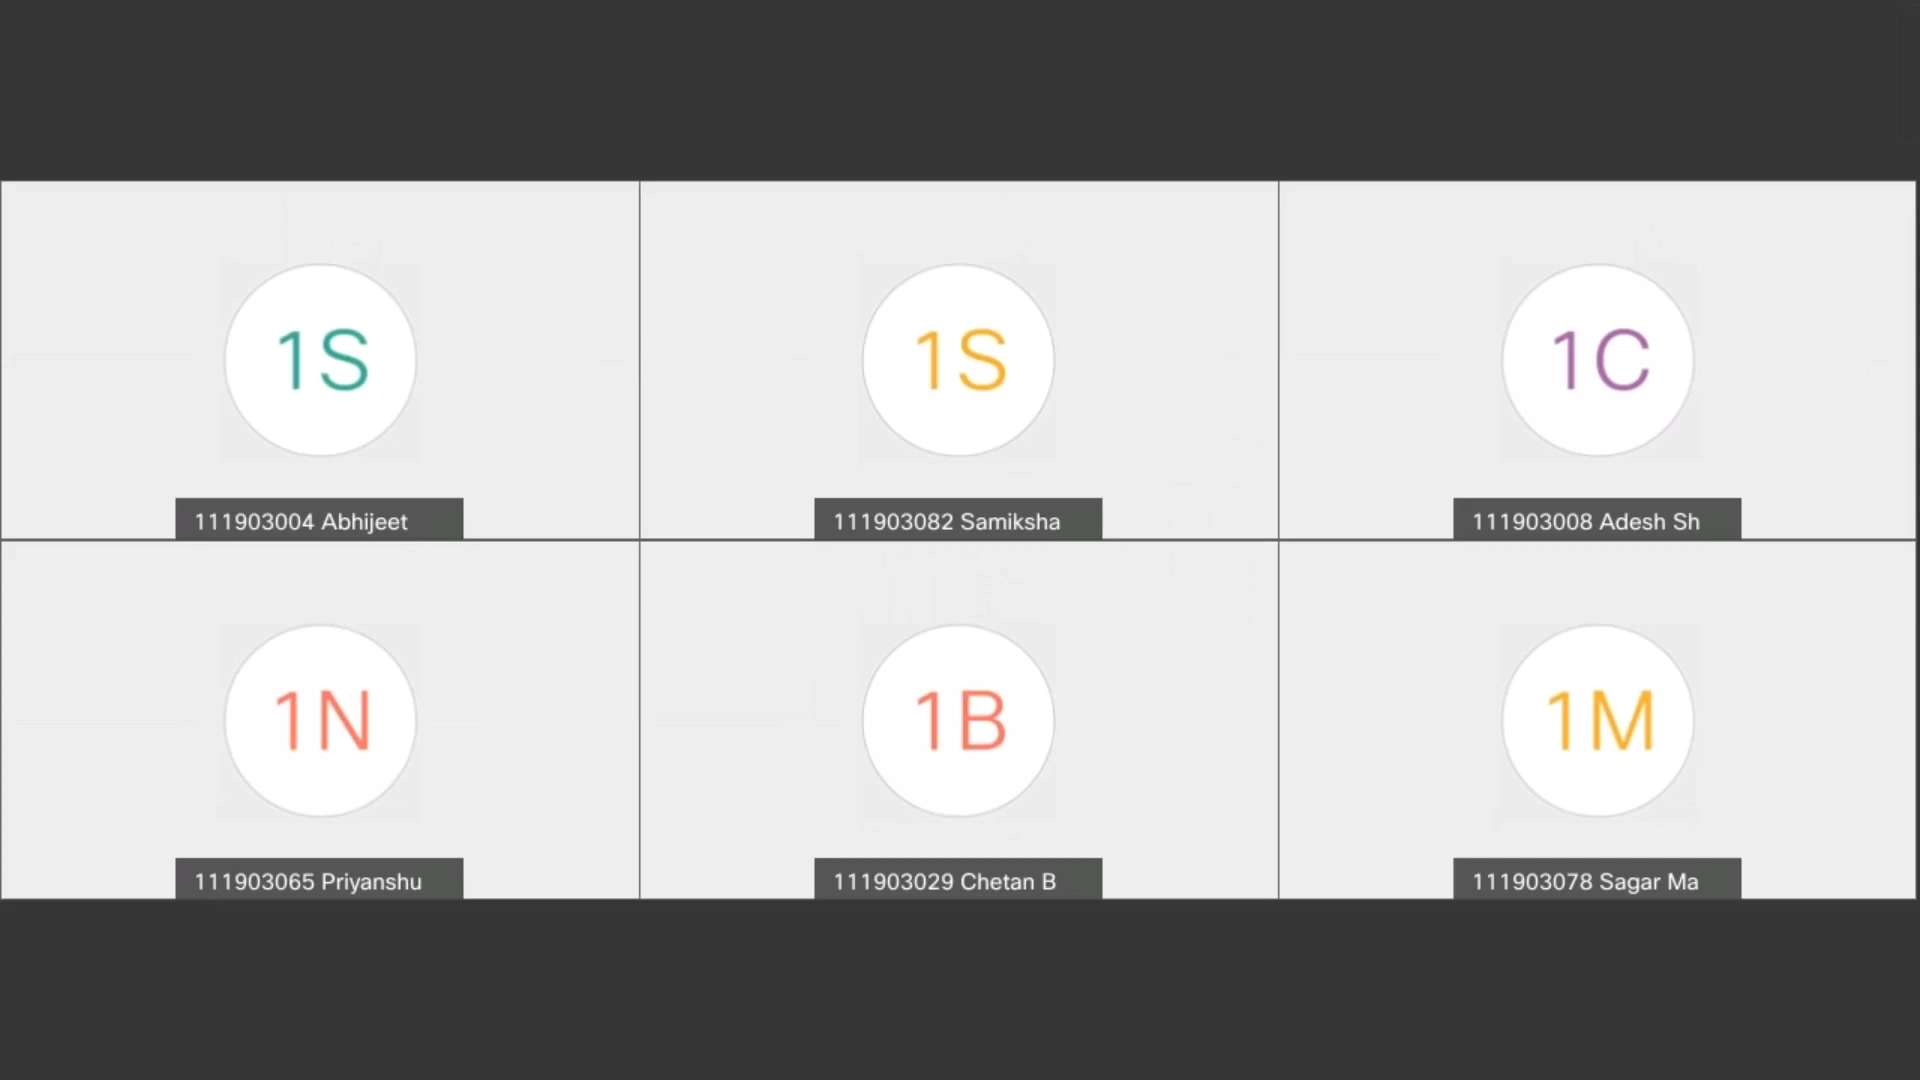 1S
111903004 Abhijeet
1S
111903082 Samiksha
1C
111903008 Adesh Sh
1N
111903065 Priyanshu
1B
111903029 Chetan B
1M
111903078 Sagar Ma